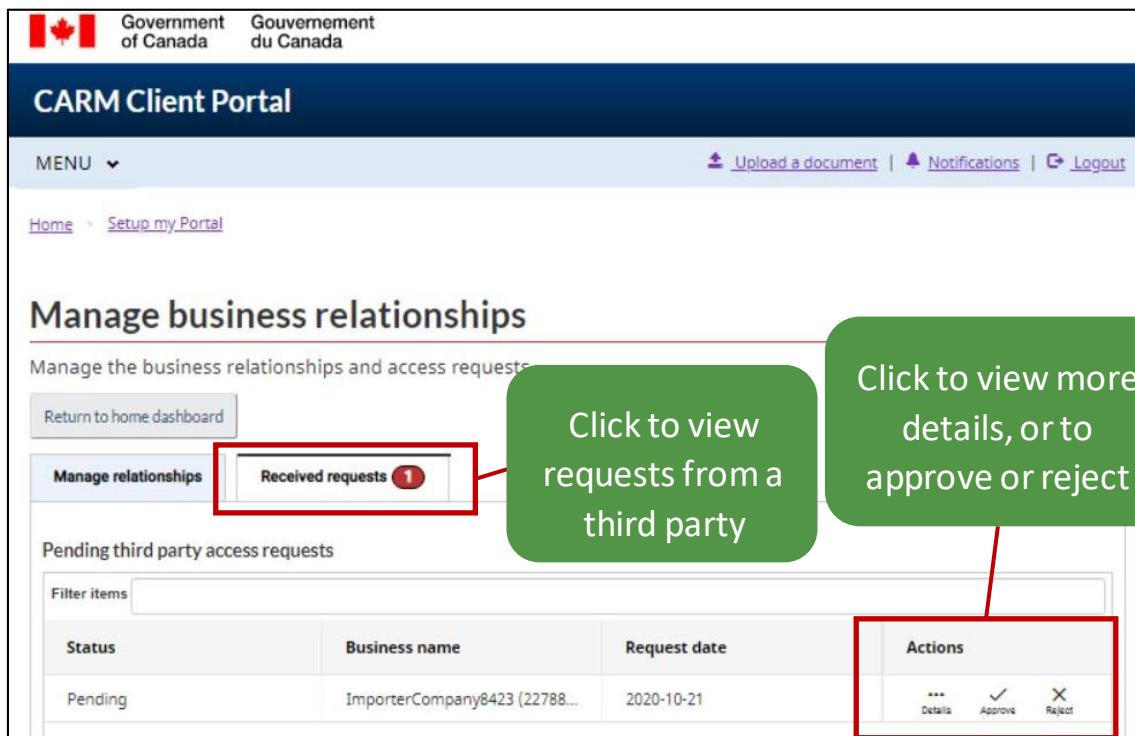 Government Gouvernement
of Canada du Canada
CARM Client Portal
MENU
Upload a document | Notifications | Logout
Home > Setup my Portal
Manage business relationships
Manage the business relationships and access requests
Return to home dashboard
Click to view
requests from a
third party
Click to view more
details, or to
approve or reject
Manage relationships Received requests 1
Pending third party access requests
Filter items
Status Business name Request date Actions
Pending ImporterCompany8423 (22788... 2020-10-21 ... Details Approve Reject